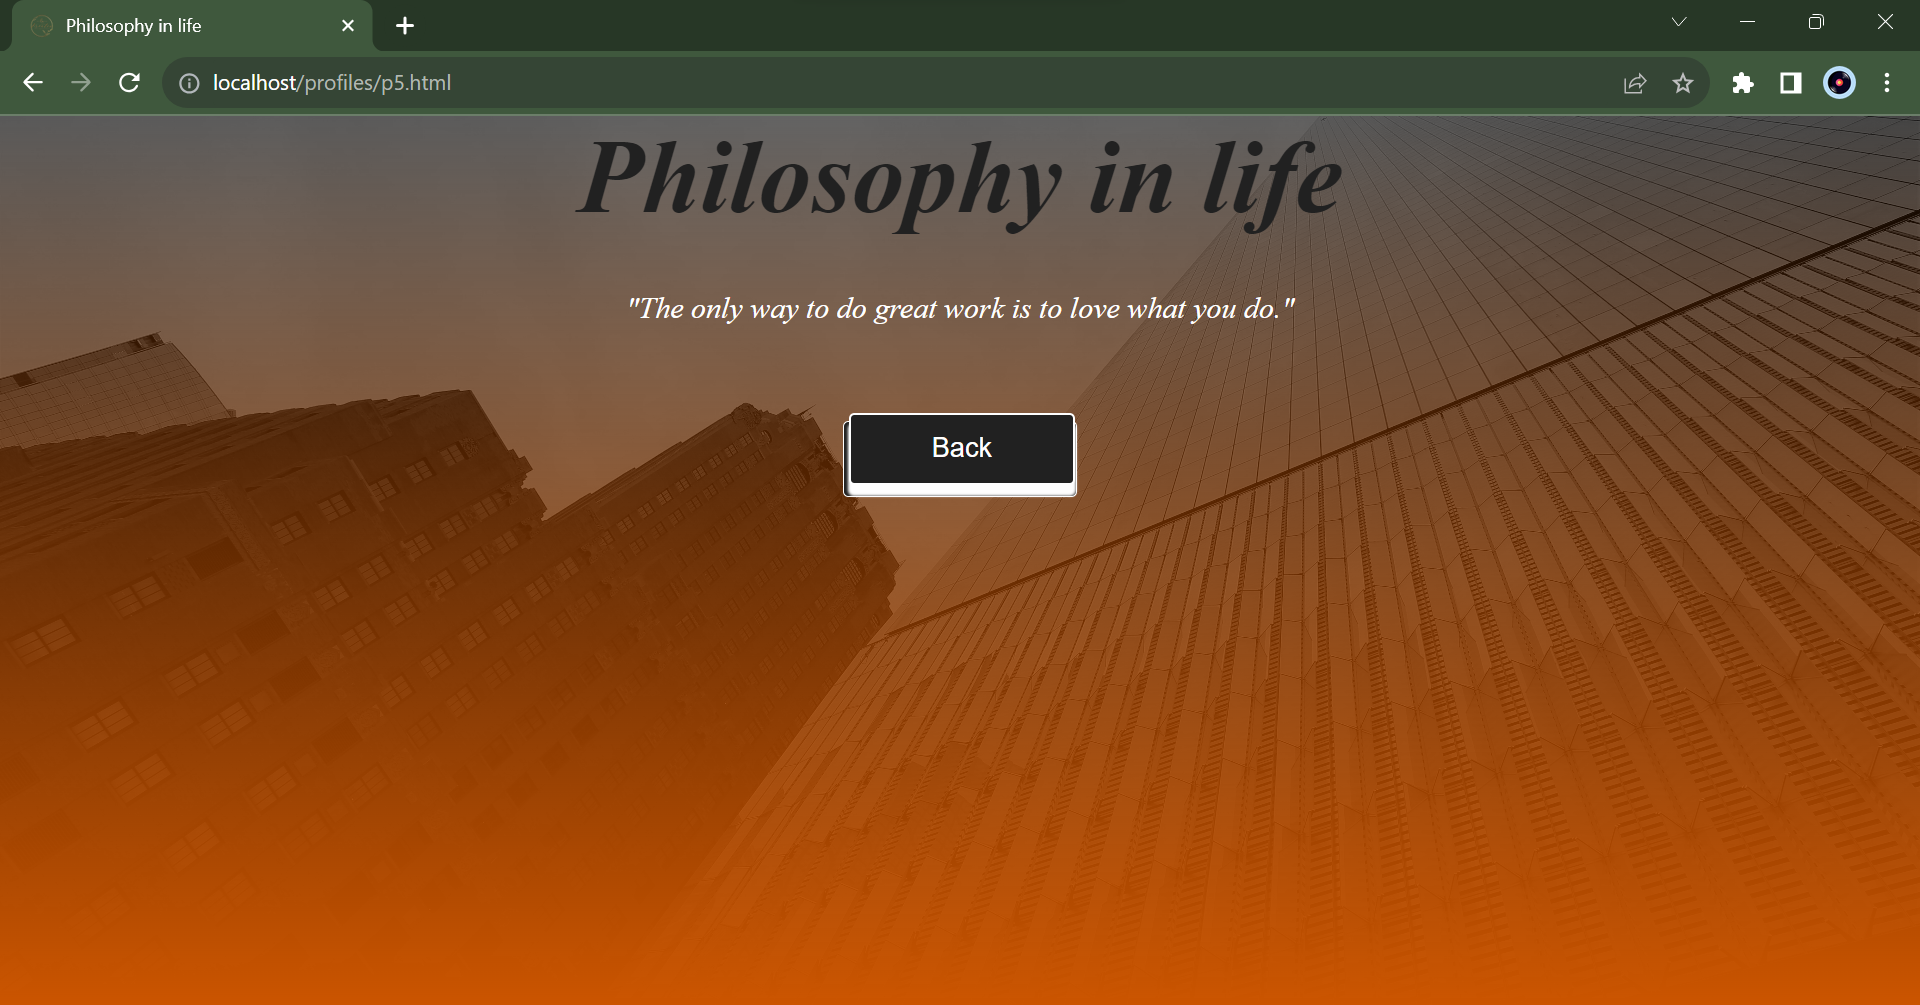 Philosophy in life
localhost/profiles/p5.html
Philosophy in life
"The only way to do great work is to love what you do."
Back